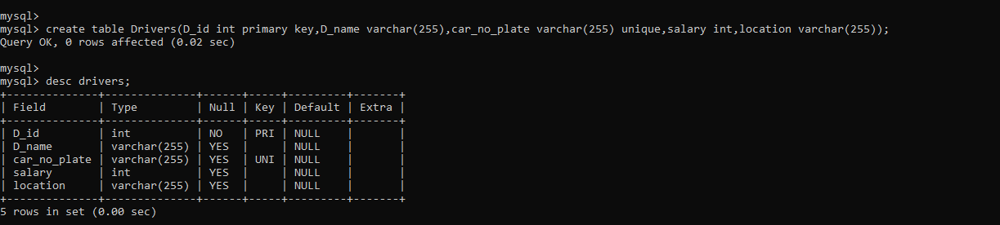 mysql>
mysql> create table Drivers(D_id int primary key,D_name varchar(255),car_no_plate varchar(255) unique,salary int,location varchar(255));
Query OK, 0 rows affected (0.02 sec)
mysql>
mysql> desc drivers;
+--------------+--------------+------+-----+---------+-------+
| Field        | Type         | Null | Key | Default | Extra |
+--------------+--------------+------+-----+---------+-------+
| D_id         | int          | NO   | PRI | NULL    |       |
| D_name       | varchar(255) | YES  |     | NULL    |       |
| car_no_plate | varchar(255) | YES  | UNI | NULL    |       |
| salary       | int          | YES  |     | NULL    |       |
| location     | varchar(255) | YES  |     | NULL    |       |
+--------------+--------------+------+-----+---------+-------+
5 rows in set (0.00 sec)